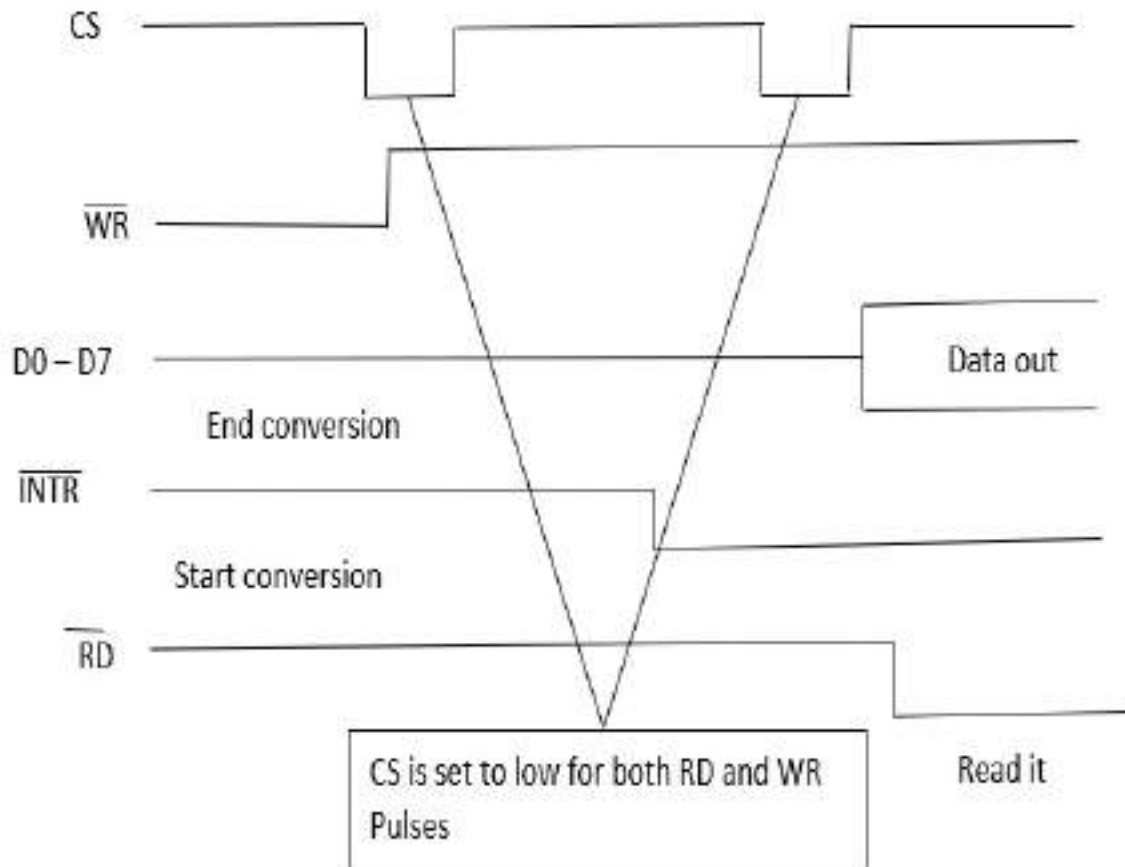 CS
WR
D0 – D7
Data out
End conversion
INTR
Start conversion
RD
CS is set to low for both RD and WR
Pulses
Read it